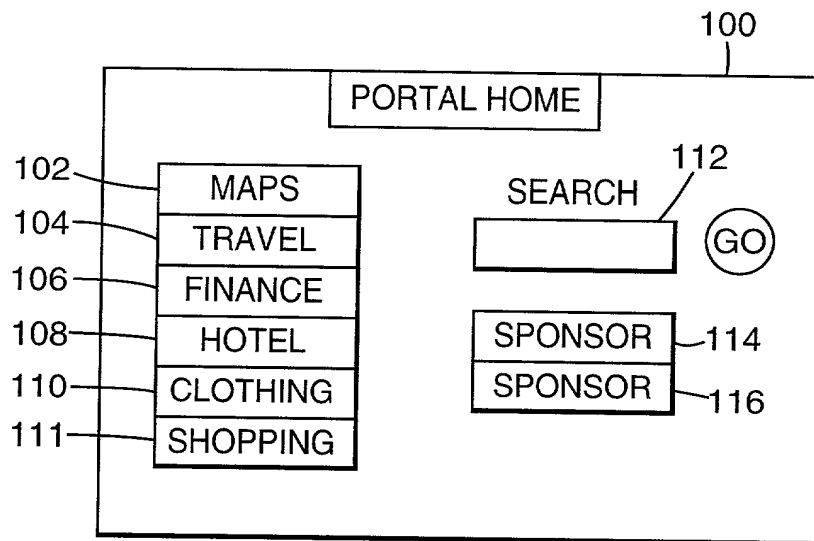 100
PORTAL HOME
102 MAPS
104 TRAVEL
106 FINANCE
108 HOTEL
110 CLOTHING
111 SHOPPING
112
SEARCH
GO
SPONSOR 114
SPONSOR 116